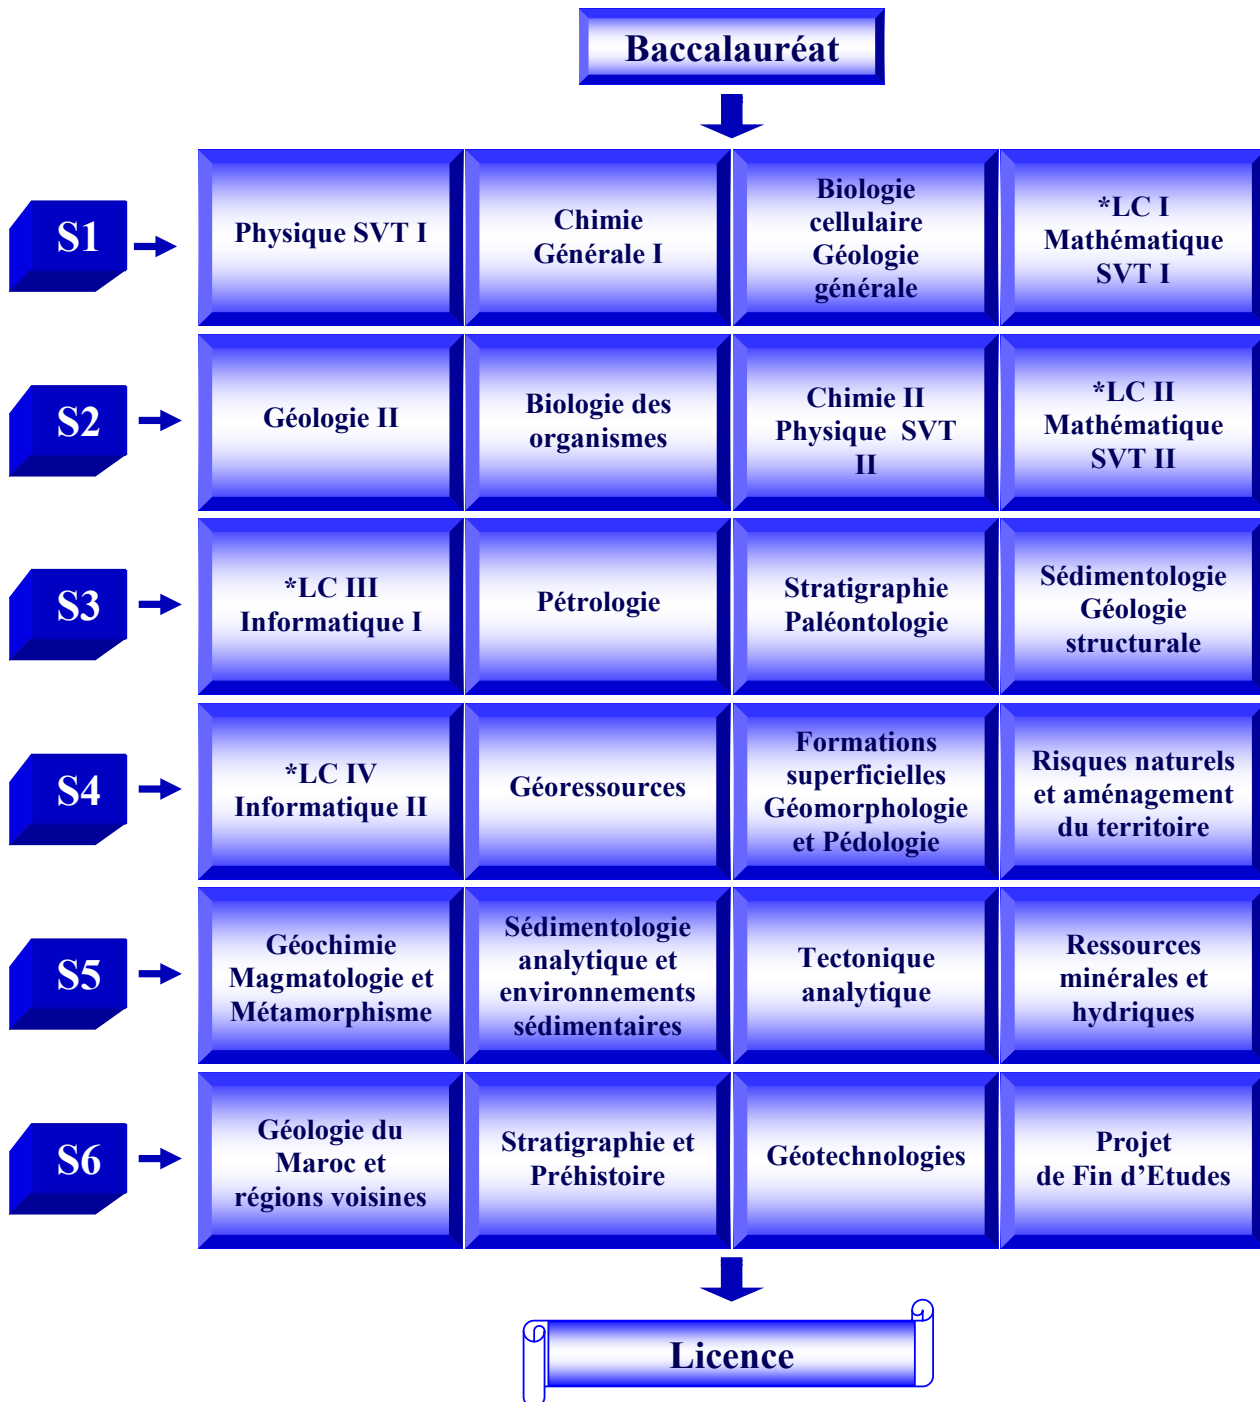 Baccalauréat
S1
Physique SVT I
Chimie
Générale I
Biologie
cellulaire
Géologie
générale
*LC I
Mathématique
SVT I
S2
Géologie II
Biologie des
organismes
Chimie II
Physique SVT
II
*LC II
Mathématique
SVT II
S3
*LC III
Informatique I
Pétrologie
Stratigraphie
Paléontologie
Sédimentologie
Géologie
structurale
S4
*LC IV
Informatique II
Géoressources
Formations
superficielles
Géomorphologie
et Pédologie
Risques naturels
et aménagement
du territoire
S5
Géochimie
Magmatologie et
Métamorphisme
Sédimentologie
analytique et
environnements
sédimentaires
Tectonique
analytique
Ressources
minérales et
hydriques
S6
Géologie du
Maroc et
régions voisines
Stratigraphie et
Préhistoire
Géotechnologies
Projet
de Fin d’Etudes
Licence